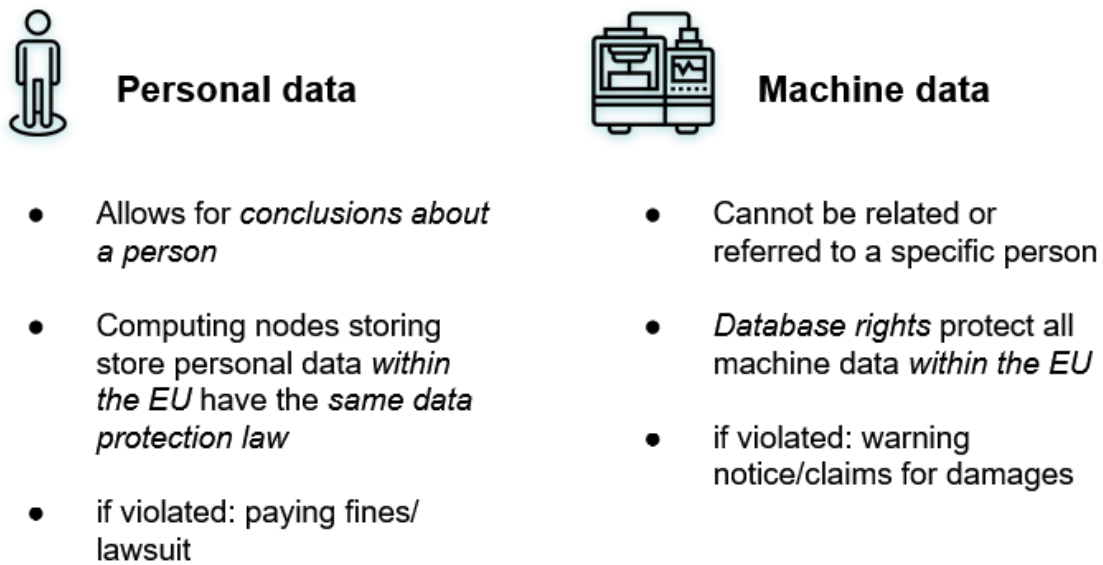 Personal data
● Allows for conclusions about
a person
● Computing nodes storing
store personal data within
the EU have the same data
protection law
● if violated: paying fines/
lawsuit
Machine data
● Cannot be related or
referred to a specific person
● Database rights protect all
machine data within the EU
● if violated: warning
notice/claims for damages